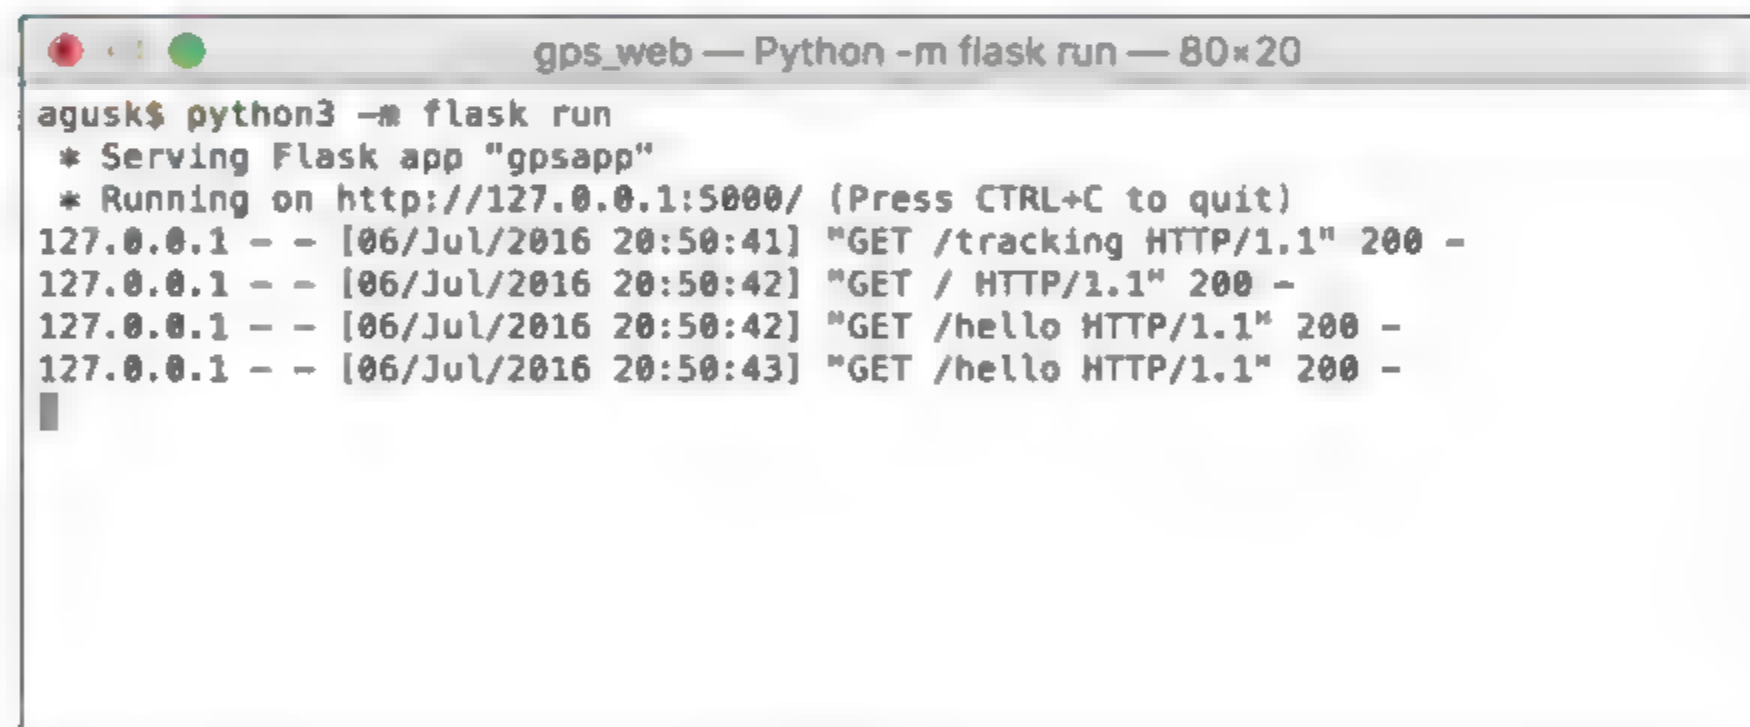 gps_web — Python -m flask run — 80×20
agusk$ python3 -m flask run
 * Serving Flask app "gpsapp"
 * Running on http://127.0.0.1:5000/ (Press CTRL+C to quit)
127.0.0.1 - - [06/Jul/2016 20:50:41] "GET /tracking HTTP/1.1" 200 -
127.0.0.1 - - [06/Jul/2016 20:50:42] "GET / HTTP/1.1" 200 -
127.0.0.1 - - [06/Jul/2016 20:50:42] "GET /hello HTTP/1.1" 200 -
127.0.0.1 - - [06/Jul/2016 20:50:43] "GET /hello HTTP/1.1" 200 -